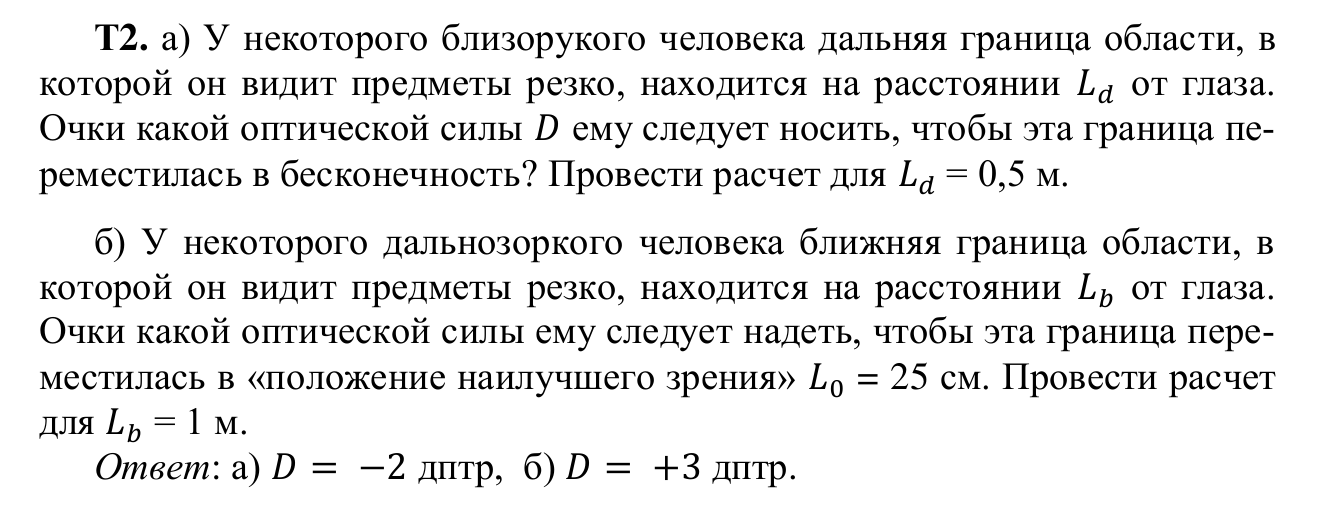 Т2. а) У некоторого близорукого человека дальняя граница области, в
которой он видит предметы резко, находится на расстоянии L_d от глаза.
Очки какой оптической силы D ему следует носить, чтобы эта граница пе-
реместилась в бесконечность? Провести расчет для L_d = 0,5 м.
б) У некоторого дальнозоркого человека ближняя граница области, в
которой он видит предметы резко, находится на расстоянии L_b от глаза.
Очки какой оптической силы ему следует надеть, чтобы эта граница пере-
местилась в «положение наилучшего зрения» L_0 = 25 см. Провести расчет
для L_b = 1 м.
Ответ: а) D = −2 дптр, б) D = +3 дптр.